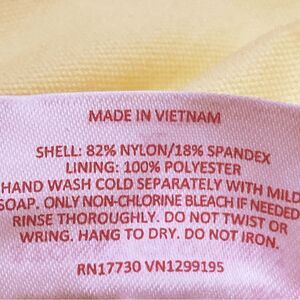 MADE IN VIETNAM
SHELL: 82% NYLON/18% SPANDEX
LINING: 100% POLYESTER
HAND WASH COLD SEPARATELY WITH MILD
SOAP. ONLY NON-CHLORINE BLEACH IF NEEDED.
RINSE THOROUGHLY. DO NOT TWIST OR
WRING. HANG TO DRY. DO NOT IRON.
RN17730 VN1299195